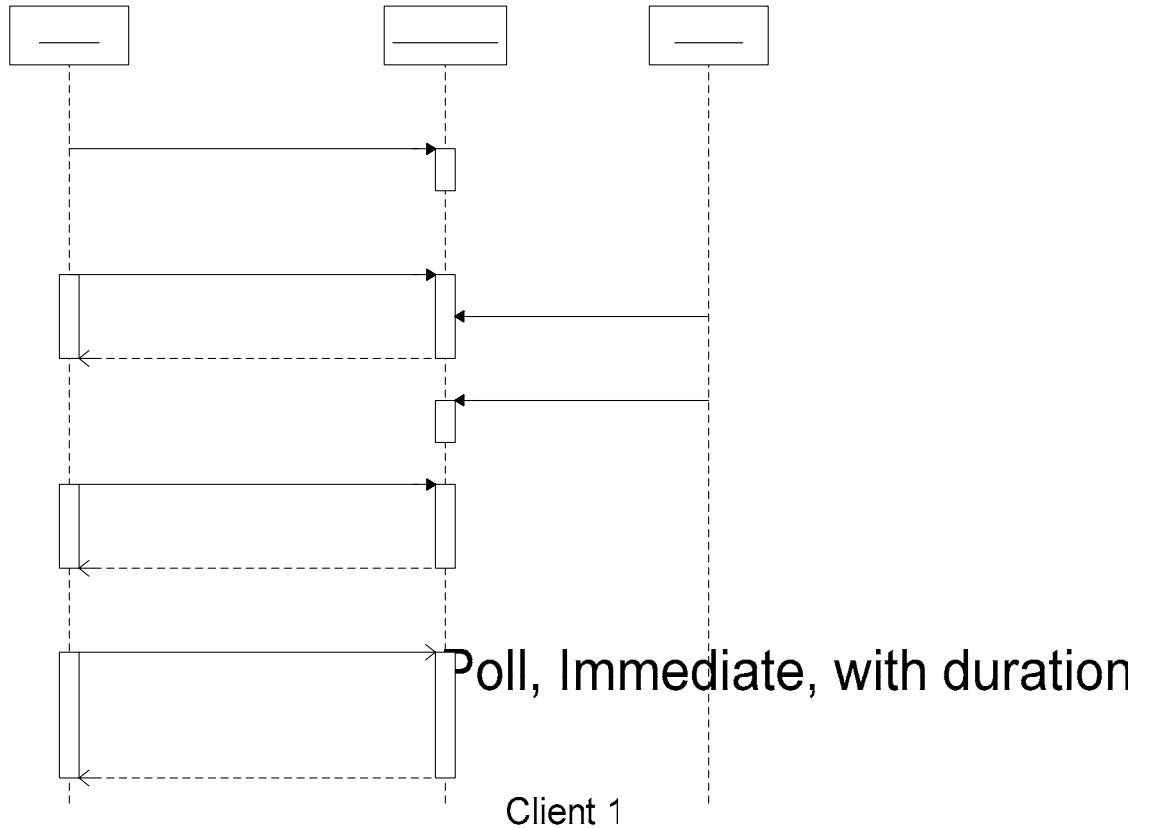 Poll, Immediate, with duration
Client 1